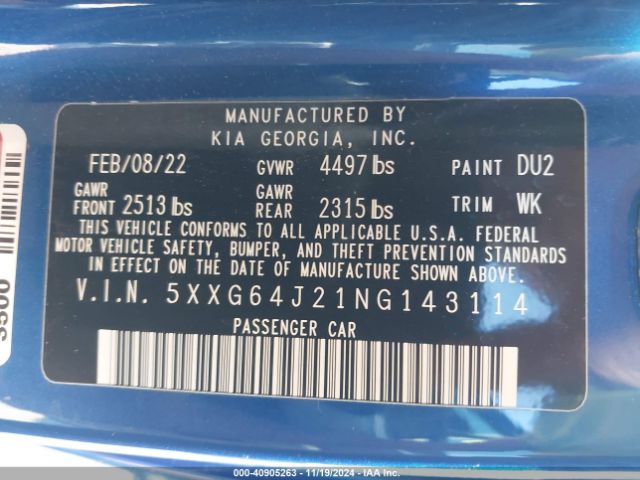 MANUFACTURED BY
KIA GEORGIA, INC.
FEB/08/22 GVWR 4497 lbs PAINT DU2
GAWR FRONT 2513 lbs GAWR REAR 2315 lbs TRIM WK
THIS VEHICLE CONFORMS TO ALL APPLICABLE U.S.A. FEDERAL
MOTOR VEHICLE SAFETY, BUMPER, AND THEFT PREVENTION STANDARDS
IN EFFECT ON THE DATE OF MANUFACTURE SHOWN ABOVE.
V.I.N. 5XXG64J21NG143114
PASSENGER CAR
3500
000-40905263 - 11/19/2024 - IAA Inc.